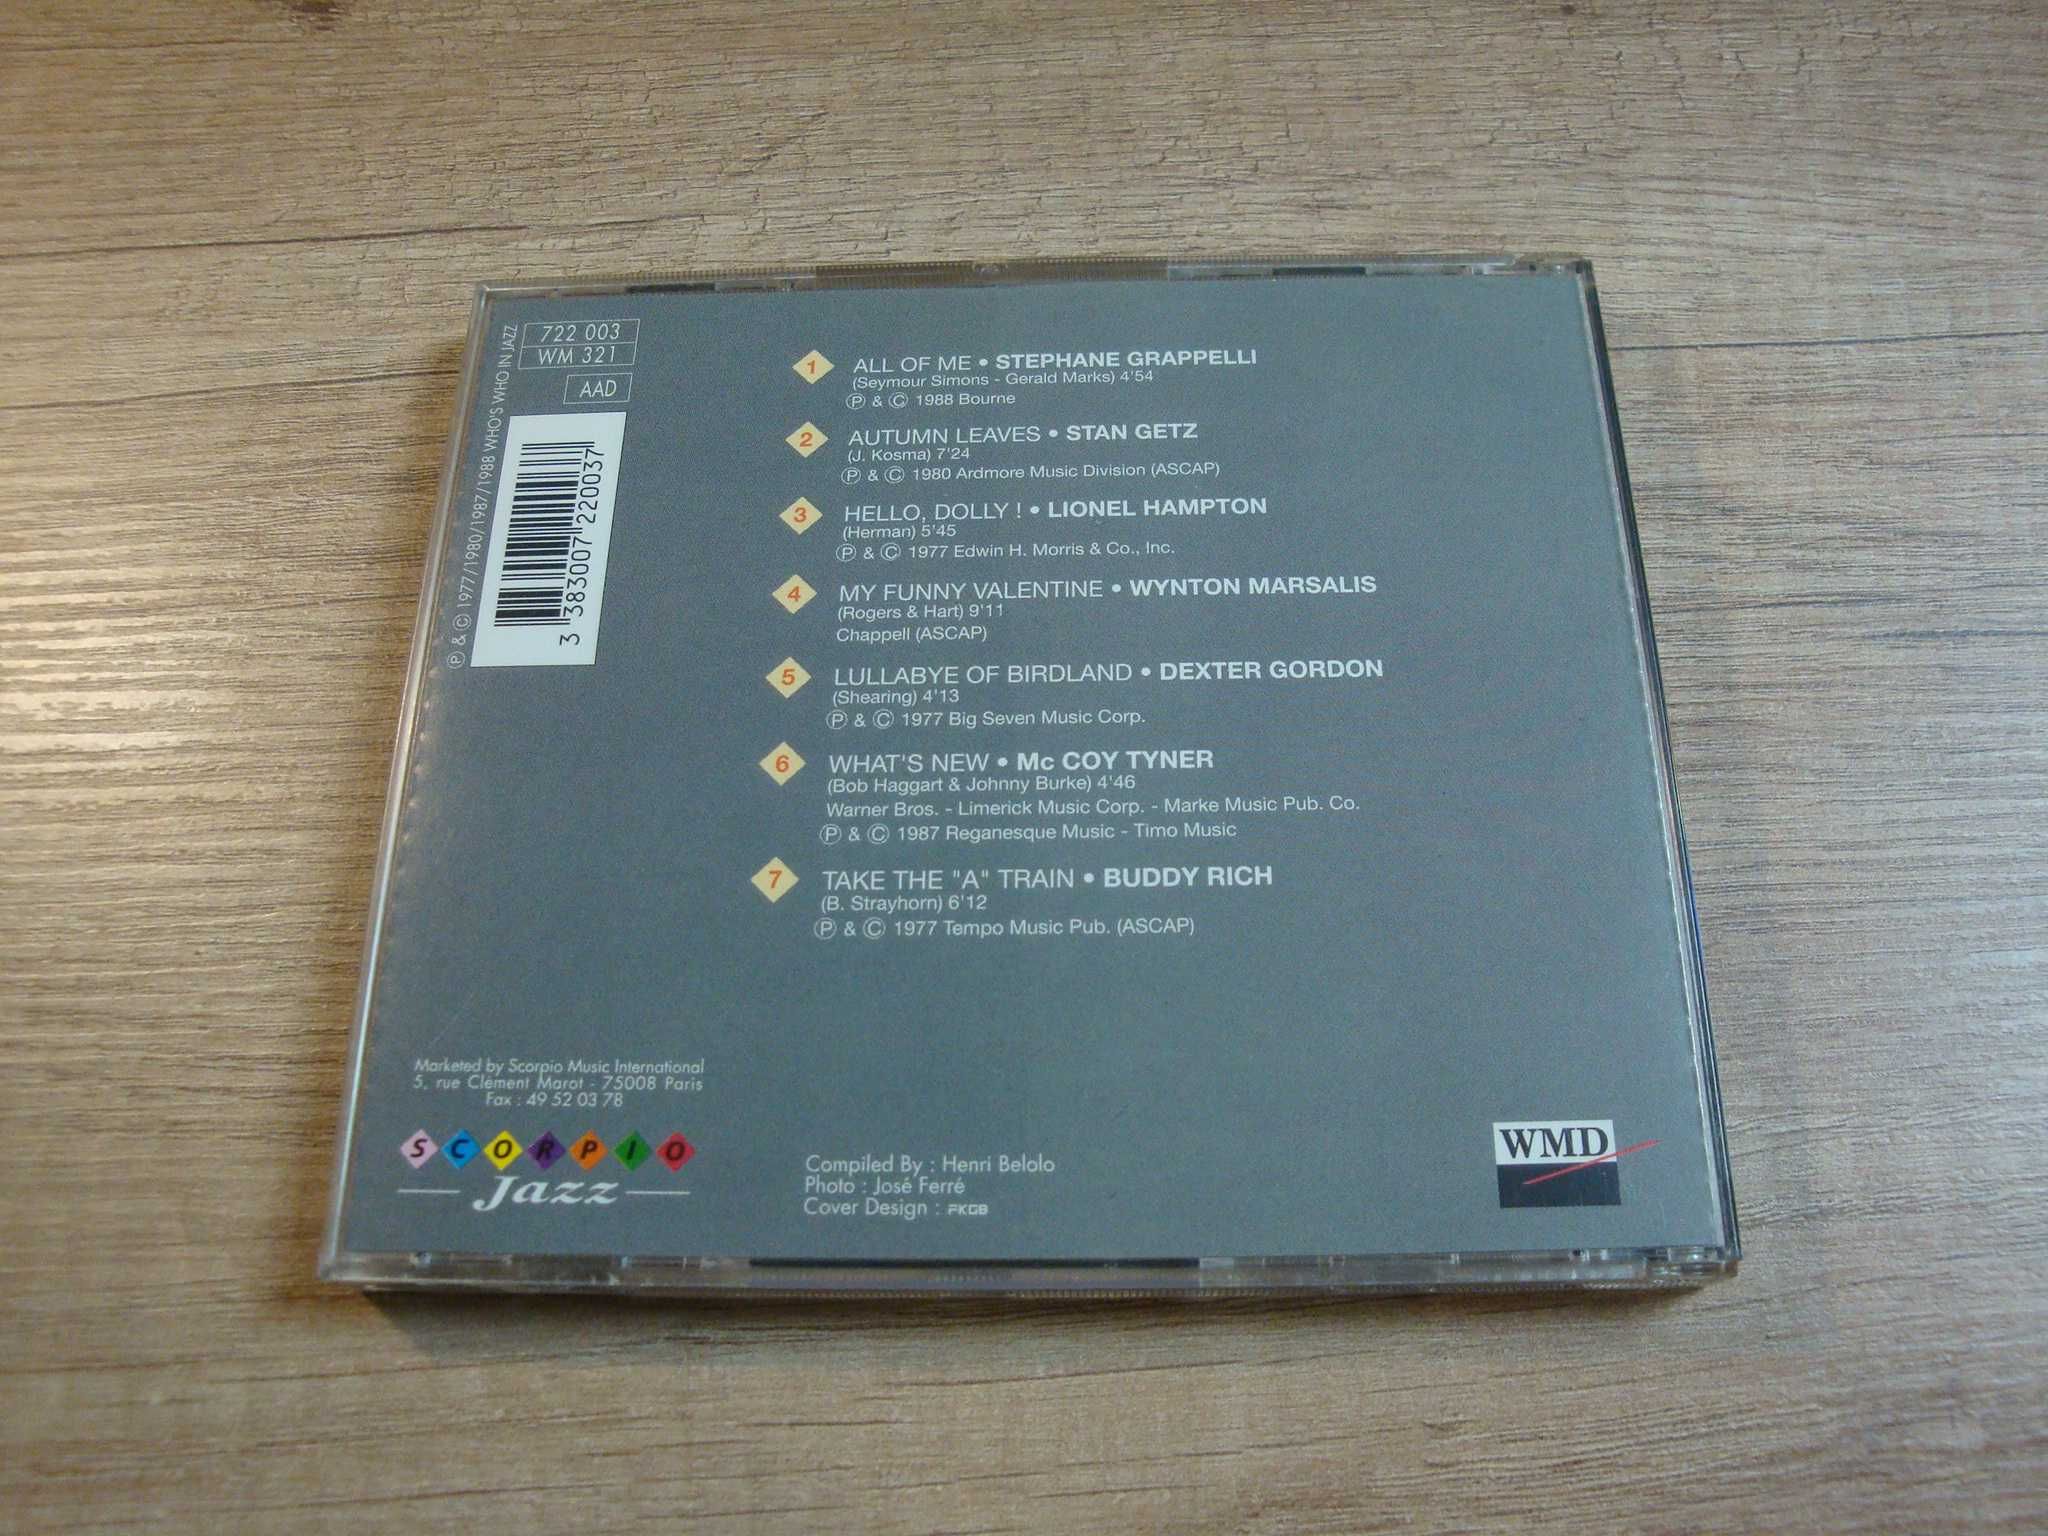 722 003
WM 321
AAD
℗ & © 1977/1980/1987/1988 WHO'S WHO IN JAZZ
3 383007 220037
1 ALL OF ME • STEPHANE GRAPPELLI
(Seymour Simons - Gerald Marks) 4'54
℗ & © 1988 Bourne
2 AUTUMN LEAVES • STAN GETZ
(J. Kosma) 7'24
℗ & © 1980 Ardmore Music Division (ASCAP)
3 HELLO, DOLLY ! • LIONEL HAMPTON
(Herman) 5'45
℗ & © 1977 Edwin H. Morris & Co., Inc.
4 MY FUNNY VALENTINE • WYNTON MARSALIS
(Rogers & Hart) 9'11
Chappell (ASCAP)
5 LULLABYE OF BIRDLAND • DEXTER GORDON
(Shearing) 4'13
℗ & © 1977 Big Seven Music Corp.
6 WHAT'S NEW • Mc COY TYNER
(Bob Haggart & Johnny Burke) 4'46
Warner Bros. - Limerick Music Corp. - Marke Music Pub. Co.
℗ & © 1987 Reganesque Music - Timo Music
7 TAKE THE "A" TRAIN • BUDDY RICH
(B. Strayhorn) 6'12
℗ & © 1977 Tempo Music Pub. (ASCAP)
Marketed by Scorpio Music International
5, rue Clément Marot - 75008 Paris
Fax : 49 52 03 78
SCORPIO
Jazz
Compiled By : Henri Belolo
Photo : José Ferré
Cover Design : FKGB
WMD